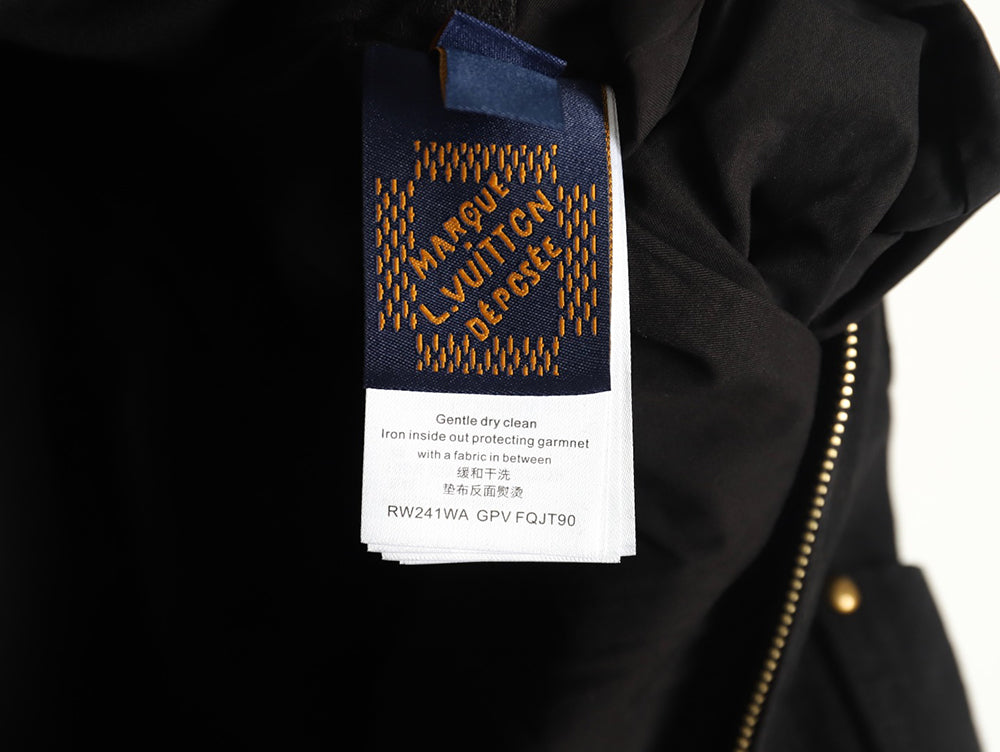 MARQUE
L.VUITTON
DÉPOSÉE
Gentle dry clean
Iron inside out protecting garmnet
with a fabric in between
缓和干洗
垫布反面熨烫
RW241WA GPV FQJT90